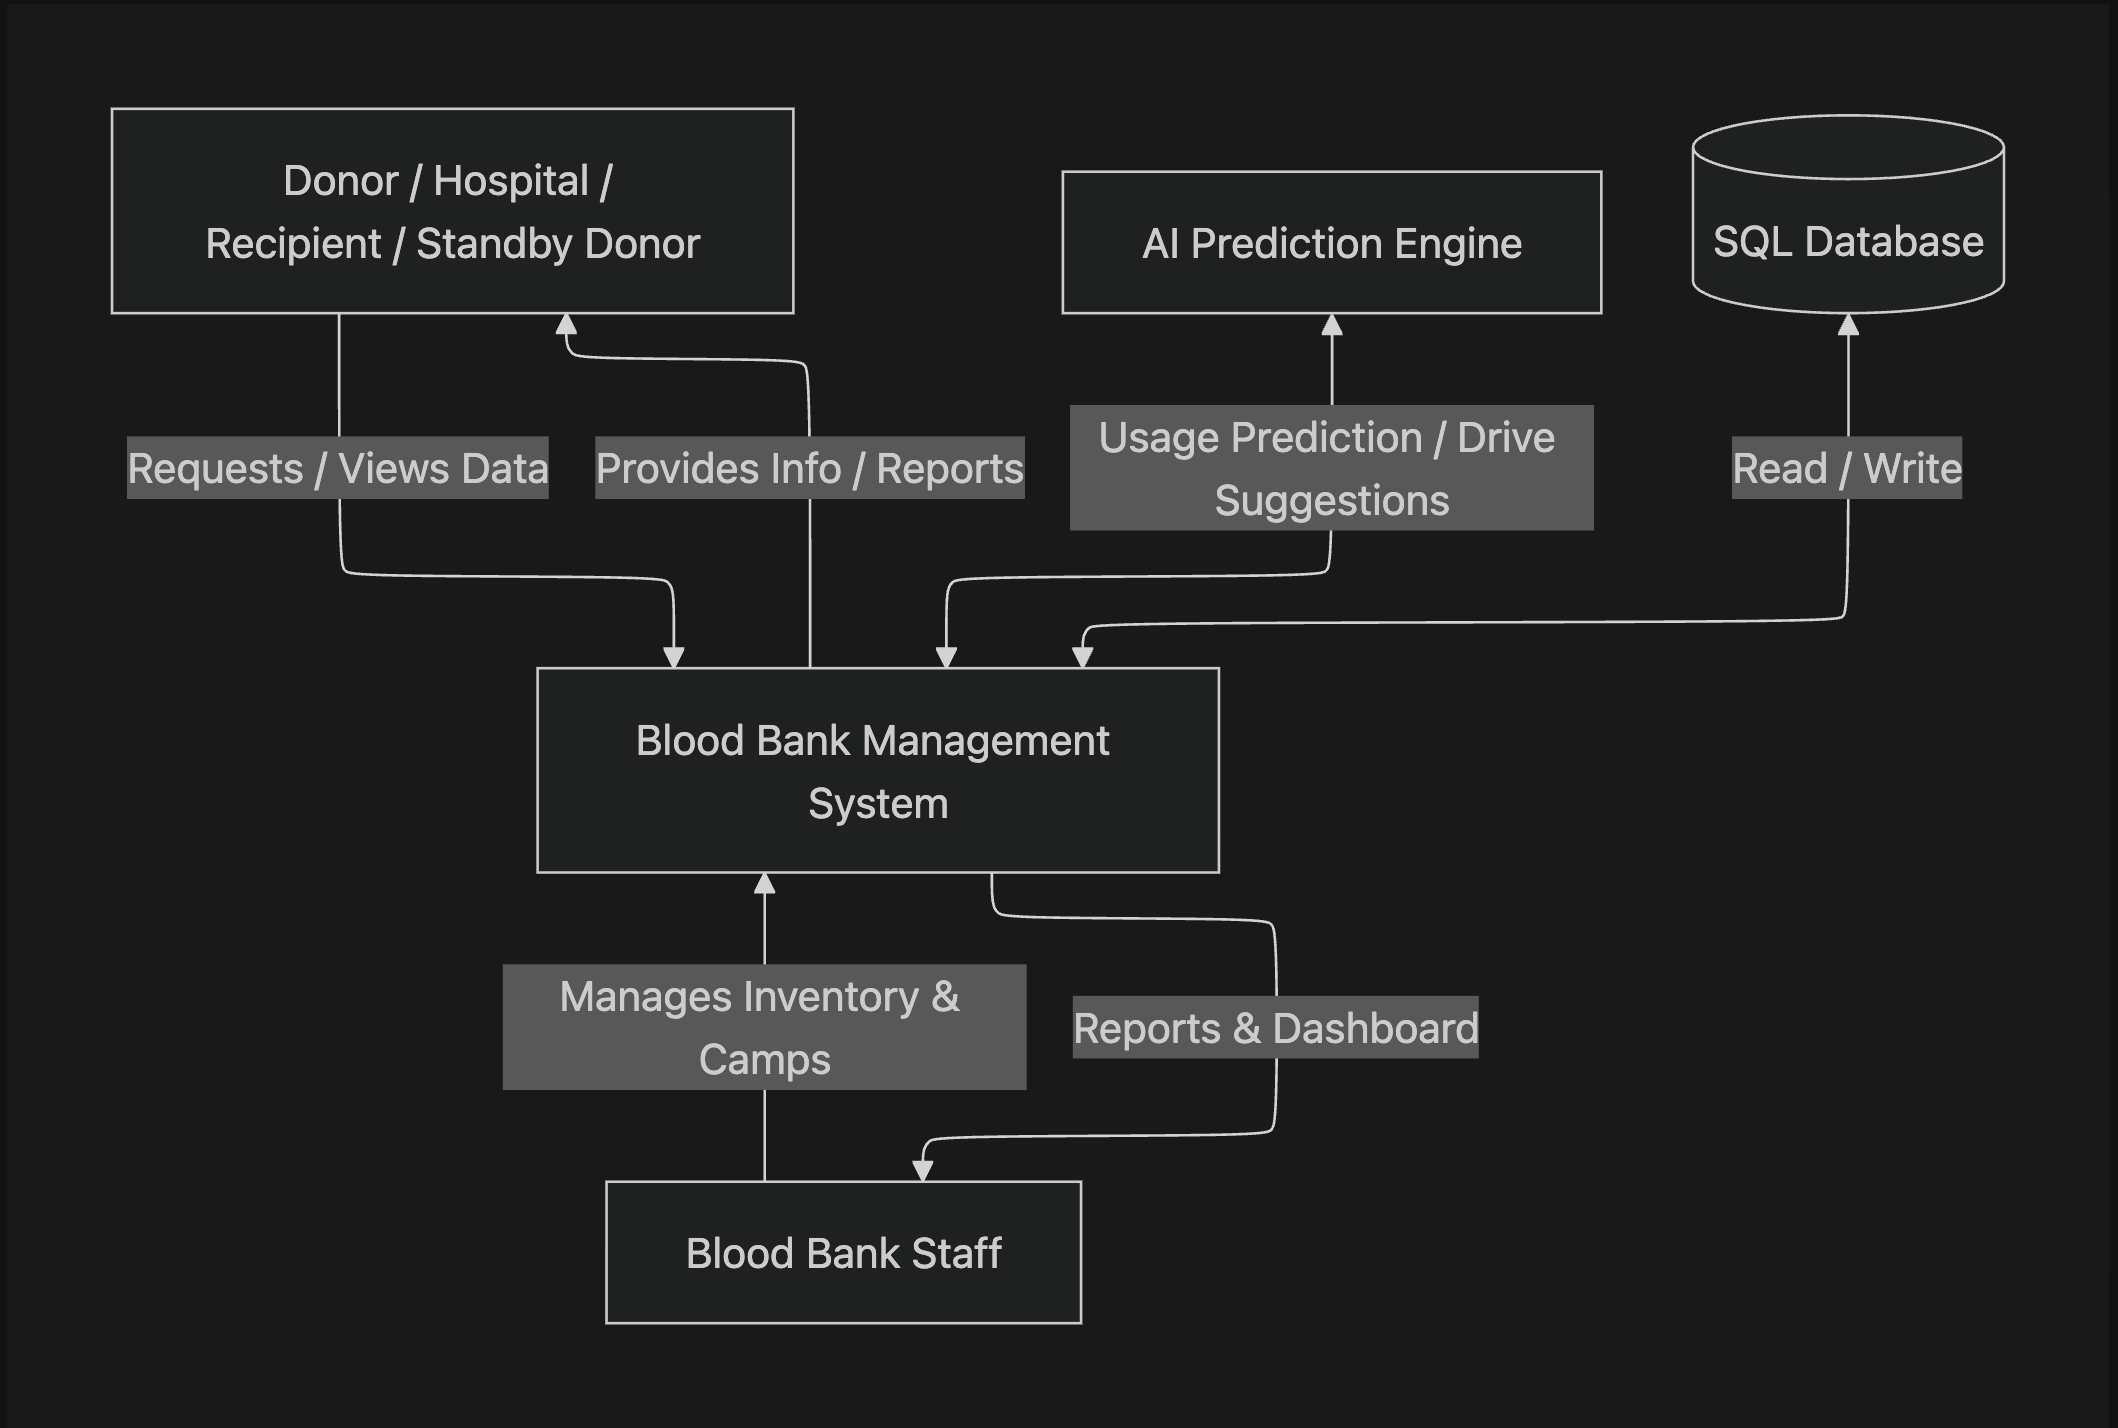 Donor / Hospital /
Recipient / Standby Donor
AI Prediction Engine
SQL Database
Requests / Views Data
Provides Info / Reports
Usage Prediction / Drive
Suggestions
Read / Write
Blood Bank Management
System
Manages Inventory &
Camps
Reports & Dashboard
Blood Bank Staff